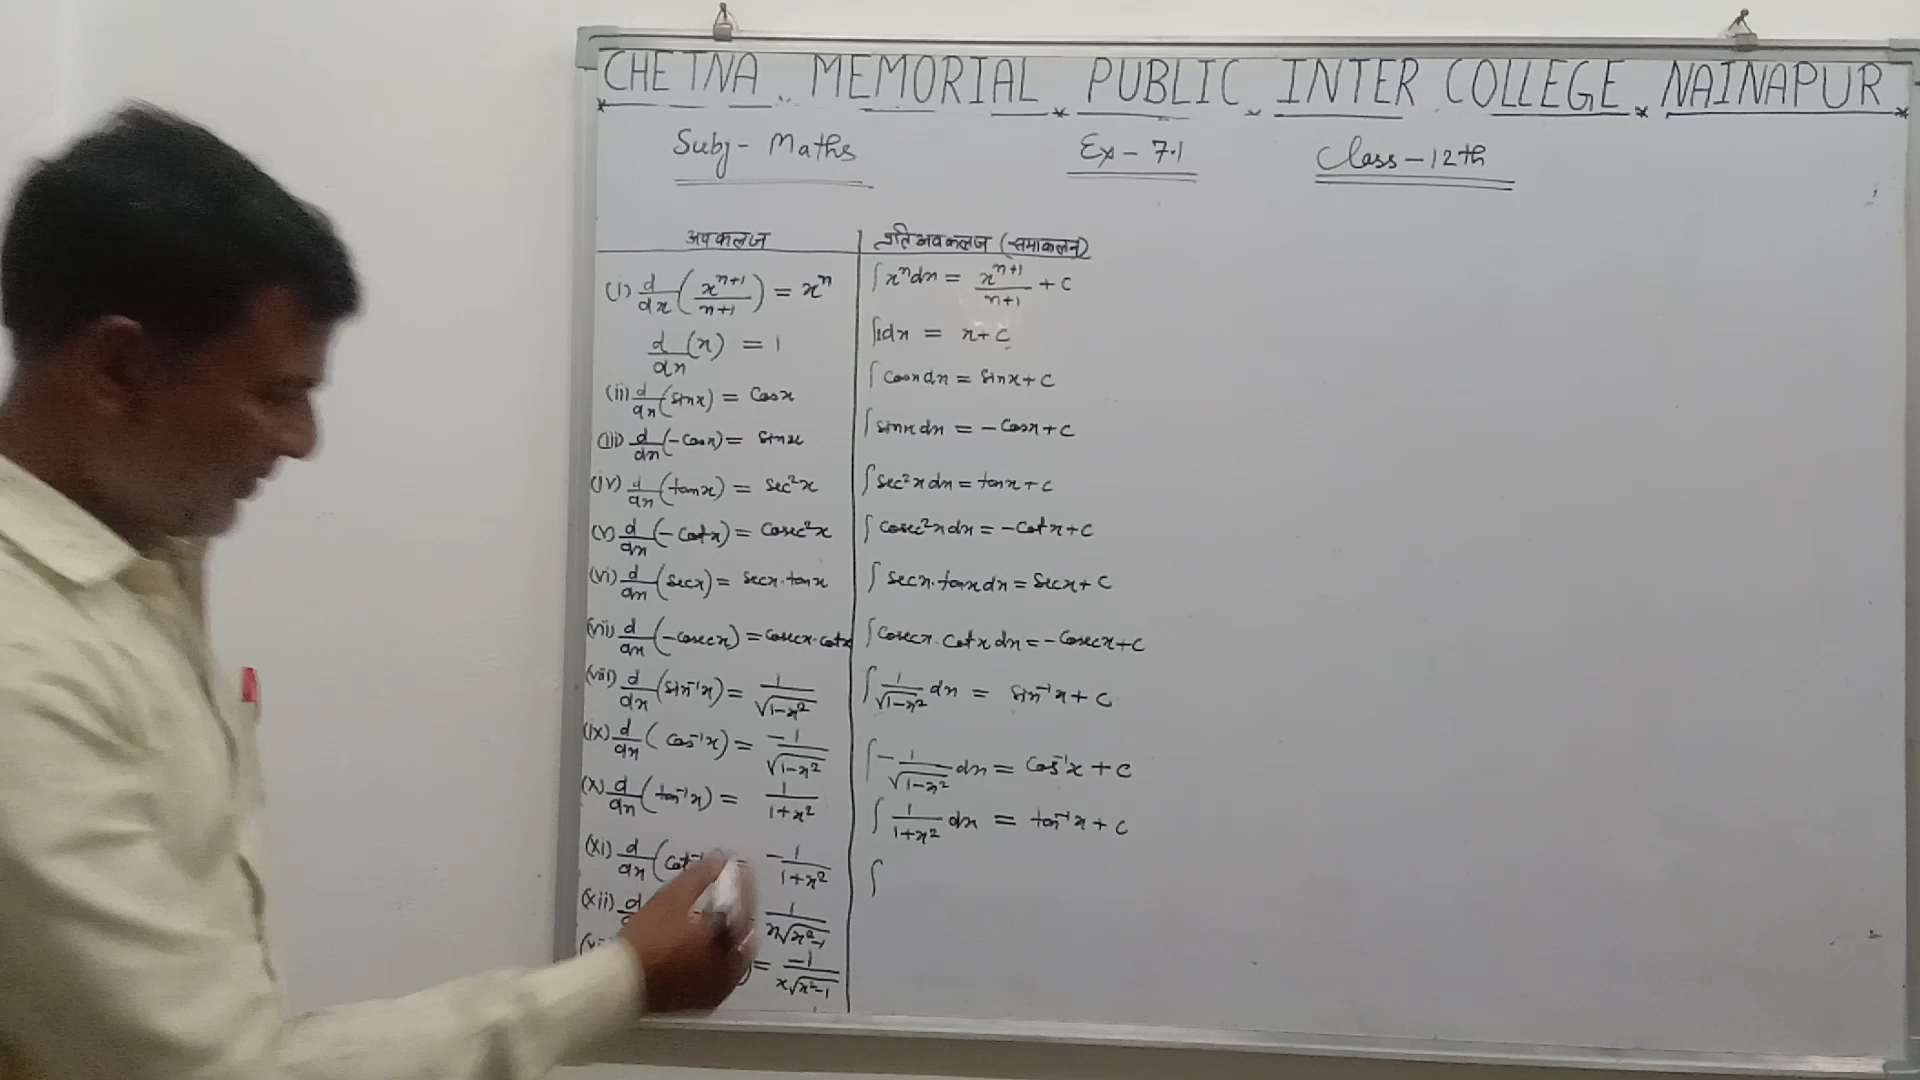 CHETNA MEMORIAL PUBLIC INTER COLLEGE NAINAPUR
Subj- Maths Ex-7.1 Class-12th
अवकलज प्रतिअवकलज (समाकलन)
(i) d/dx (x^(n+1)/(n+1)) = x^n ∫x^n dx = x^(n+1)/(n+1) + C
d/dx (x) = 1 ∫1dx = x+C
(ii) d/dx (sinx) = Cosx ∫Cosx dx = Sinx+C
(iii) d/dx (-Cosx) = Sinx ∫sinx dx = -Cosx+C
(iv) d/dx (tanx) = Sec²x ∫Sec²x dx = tanx+C
(v) d/dx (-Cotx) = Cosec²x ∫Cosec²x dx = -Cotx+C
(vi) d/dx (Secx) = Secx·tanx ∫Secx·tanx dx = Secx+C
(vii) d/dx (-Cosecx) = Cosecx·Cotx ∫Cosecx·Cotx dx = -Cosecx+C
(viii) d/dx (Sin⁻¹x) = 1/√(1-x²) ∫1/√(1-x²) dx = Sin⁻¹x+C
(ix) d/dx (Cos⁻¹x) = -1/√(1-x²) ∫-1/√(1-x²) dx = Cos⁻¹x+C
(x) d/dx (tan⁻¹x) = 1/(1+x²) ∫1/(1+x²) dx = tan⁻¹x+C
(xi) d/dx (Cot⁻¹ = -1/(1+x²) ∫
(xii) d 1/(x√(x²-1))
) = -1/(x√(x²-1))